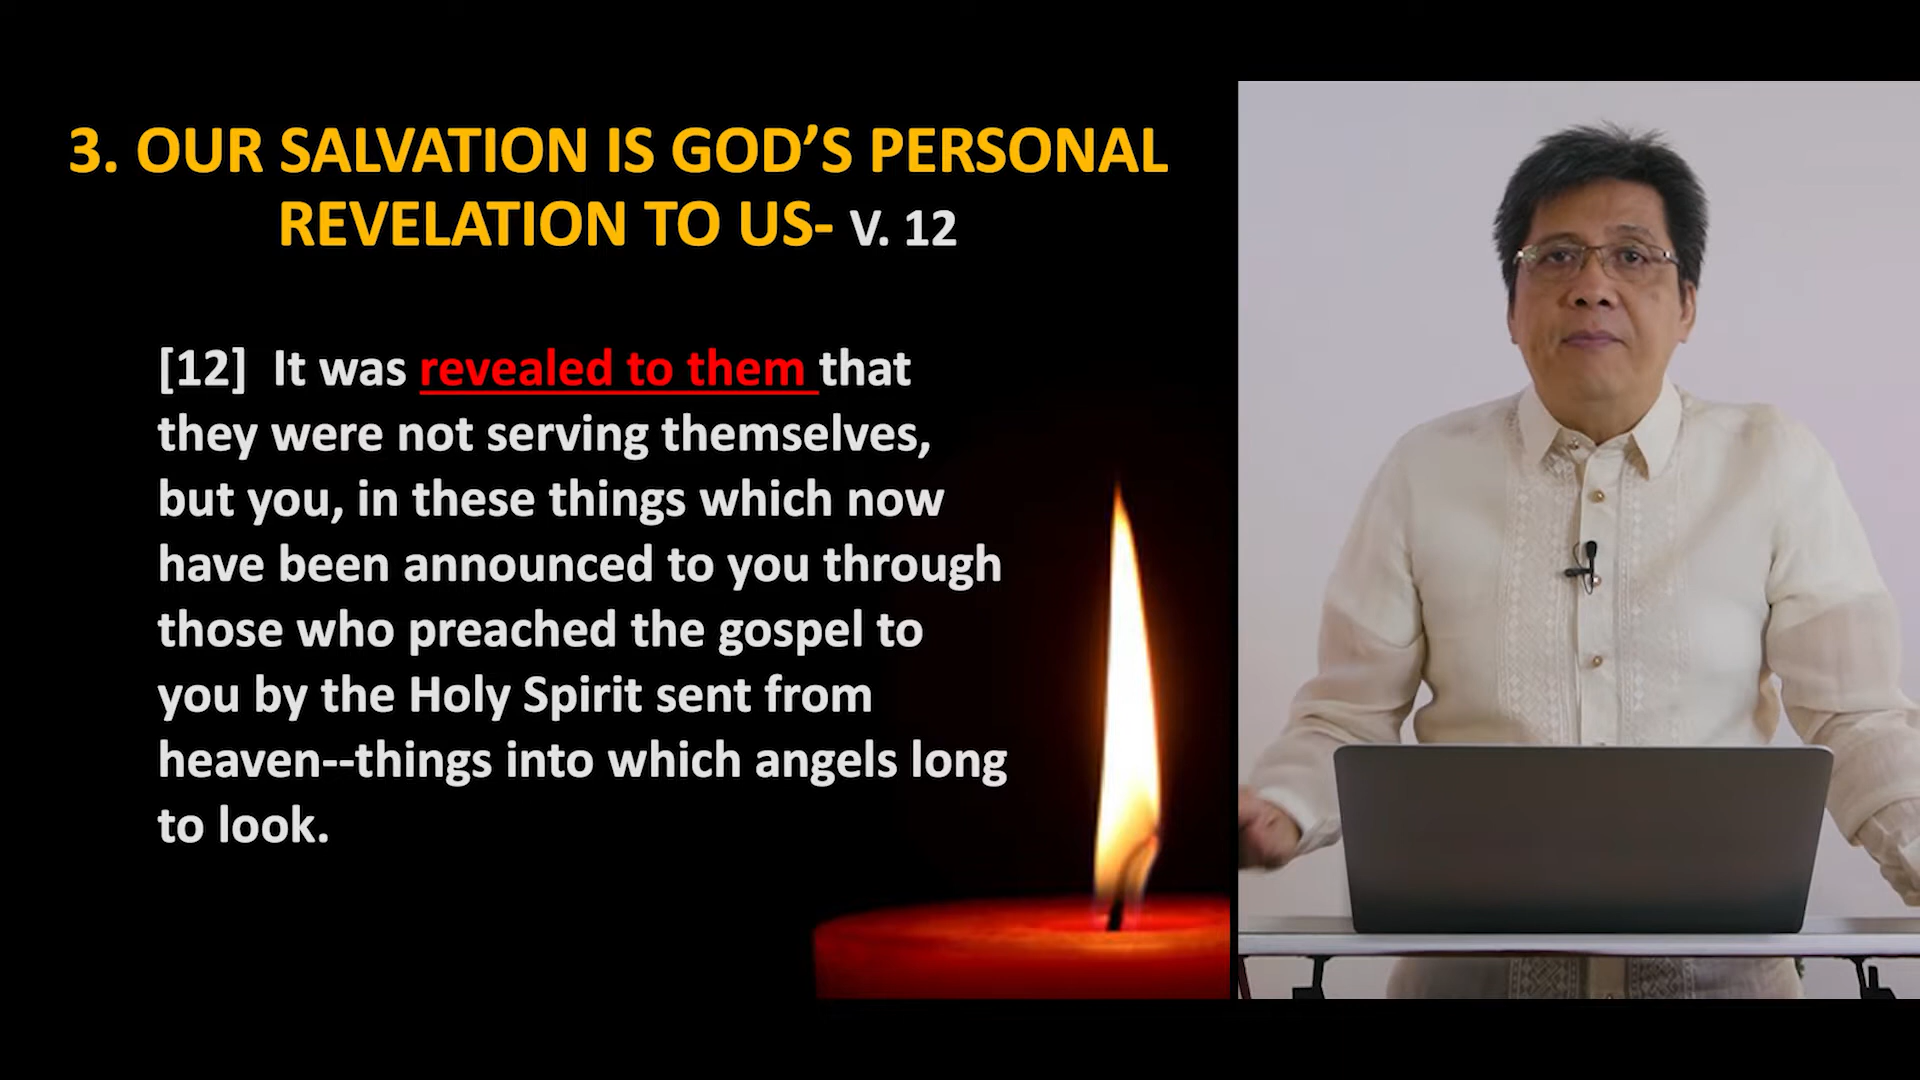 3. OUR SALVATION IS GOD’S PERSONAL
REVELATION TO US- V. 12
[12]  It was revealed to them that
they were not serving themselves,
but you, in these things which now
have been announced to you through
those who preached the gospel to
you by the Holy Spirit sent from
heaven--things into which angels long
to look.